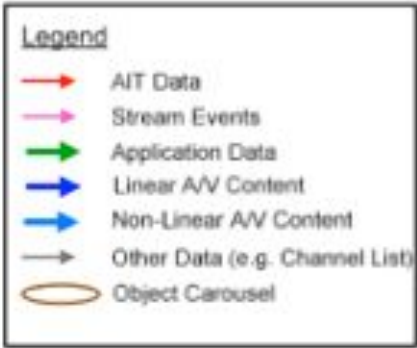 Legend
AIT Data
Stream Events
Application Data
Linear A/V Content
Non-Linear A/V Content
Other Data (e.g. Channel List)
Object Carousel